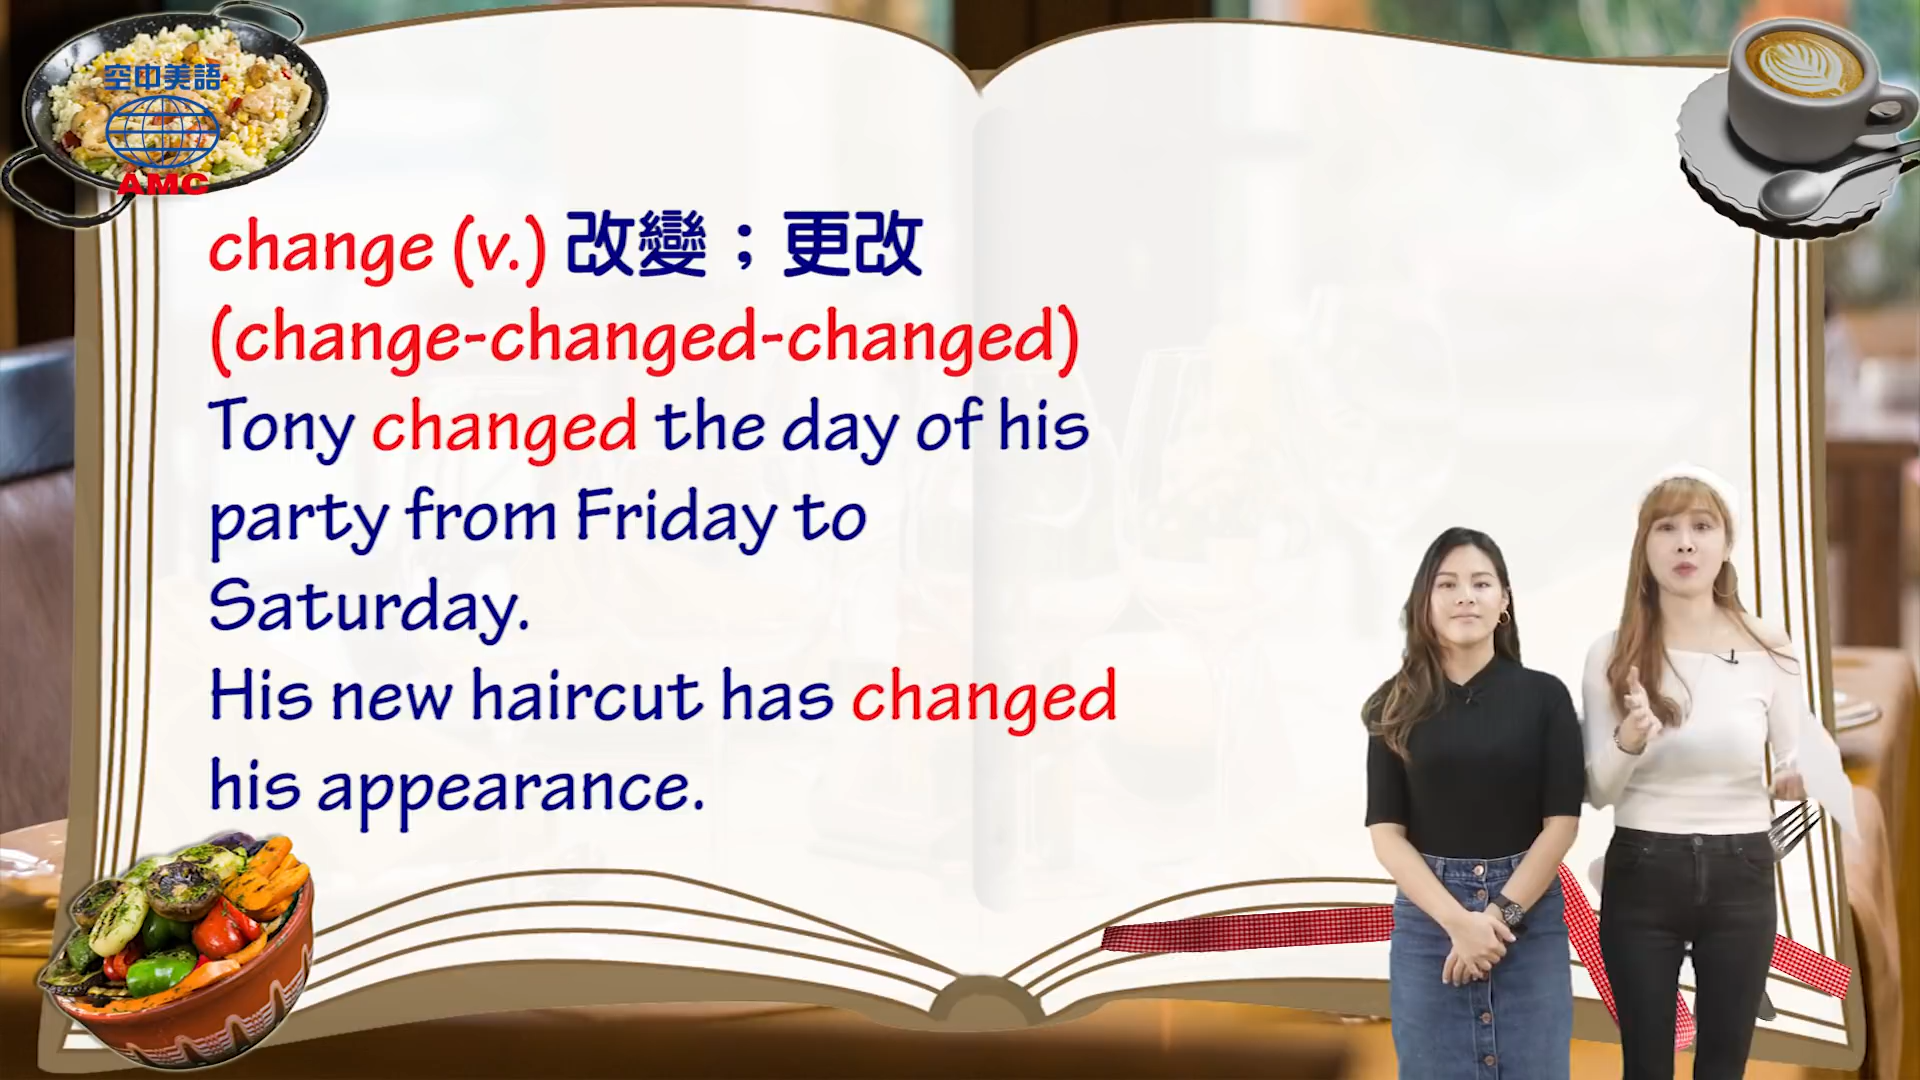 空中美語
AMC
change (v.) 改變；更改
(change-changed-changed)
Tony changed the day of his
party from Friday to
Saturday.
His new haircut has changed
his appearance.